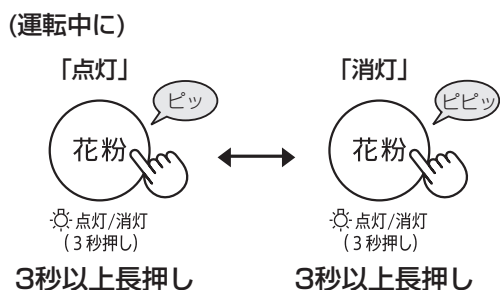 (運転中に)
「点灯」 「消灯」
ピッ ピピッ
花粉 花粉
点灯/消灯 点灯/消灯
(3秒押し) (3秒押し)
3秒以上長押し 3秒以上長押し